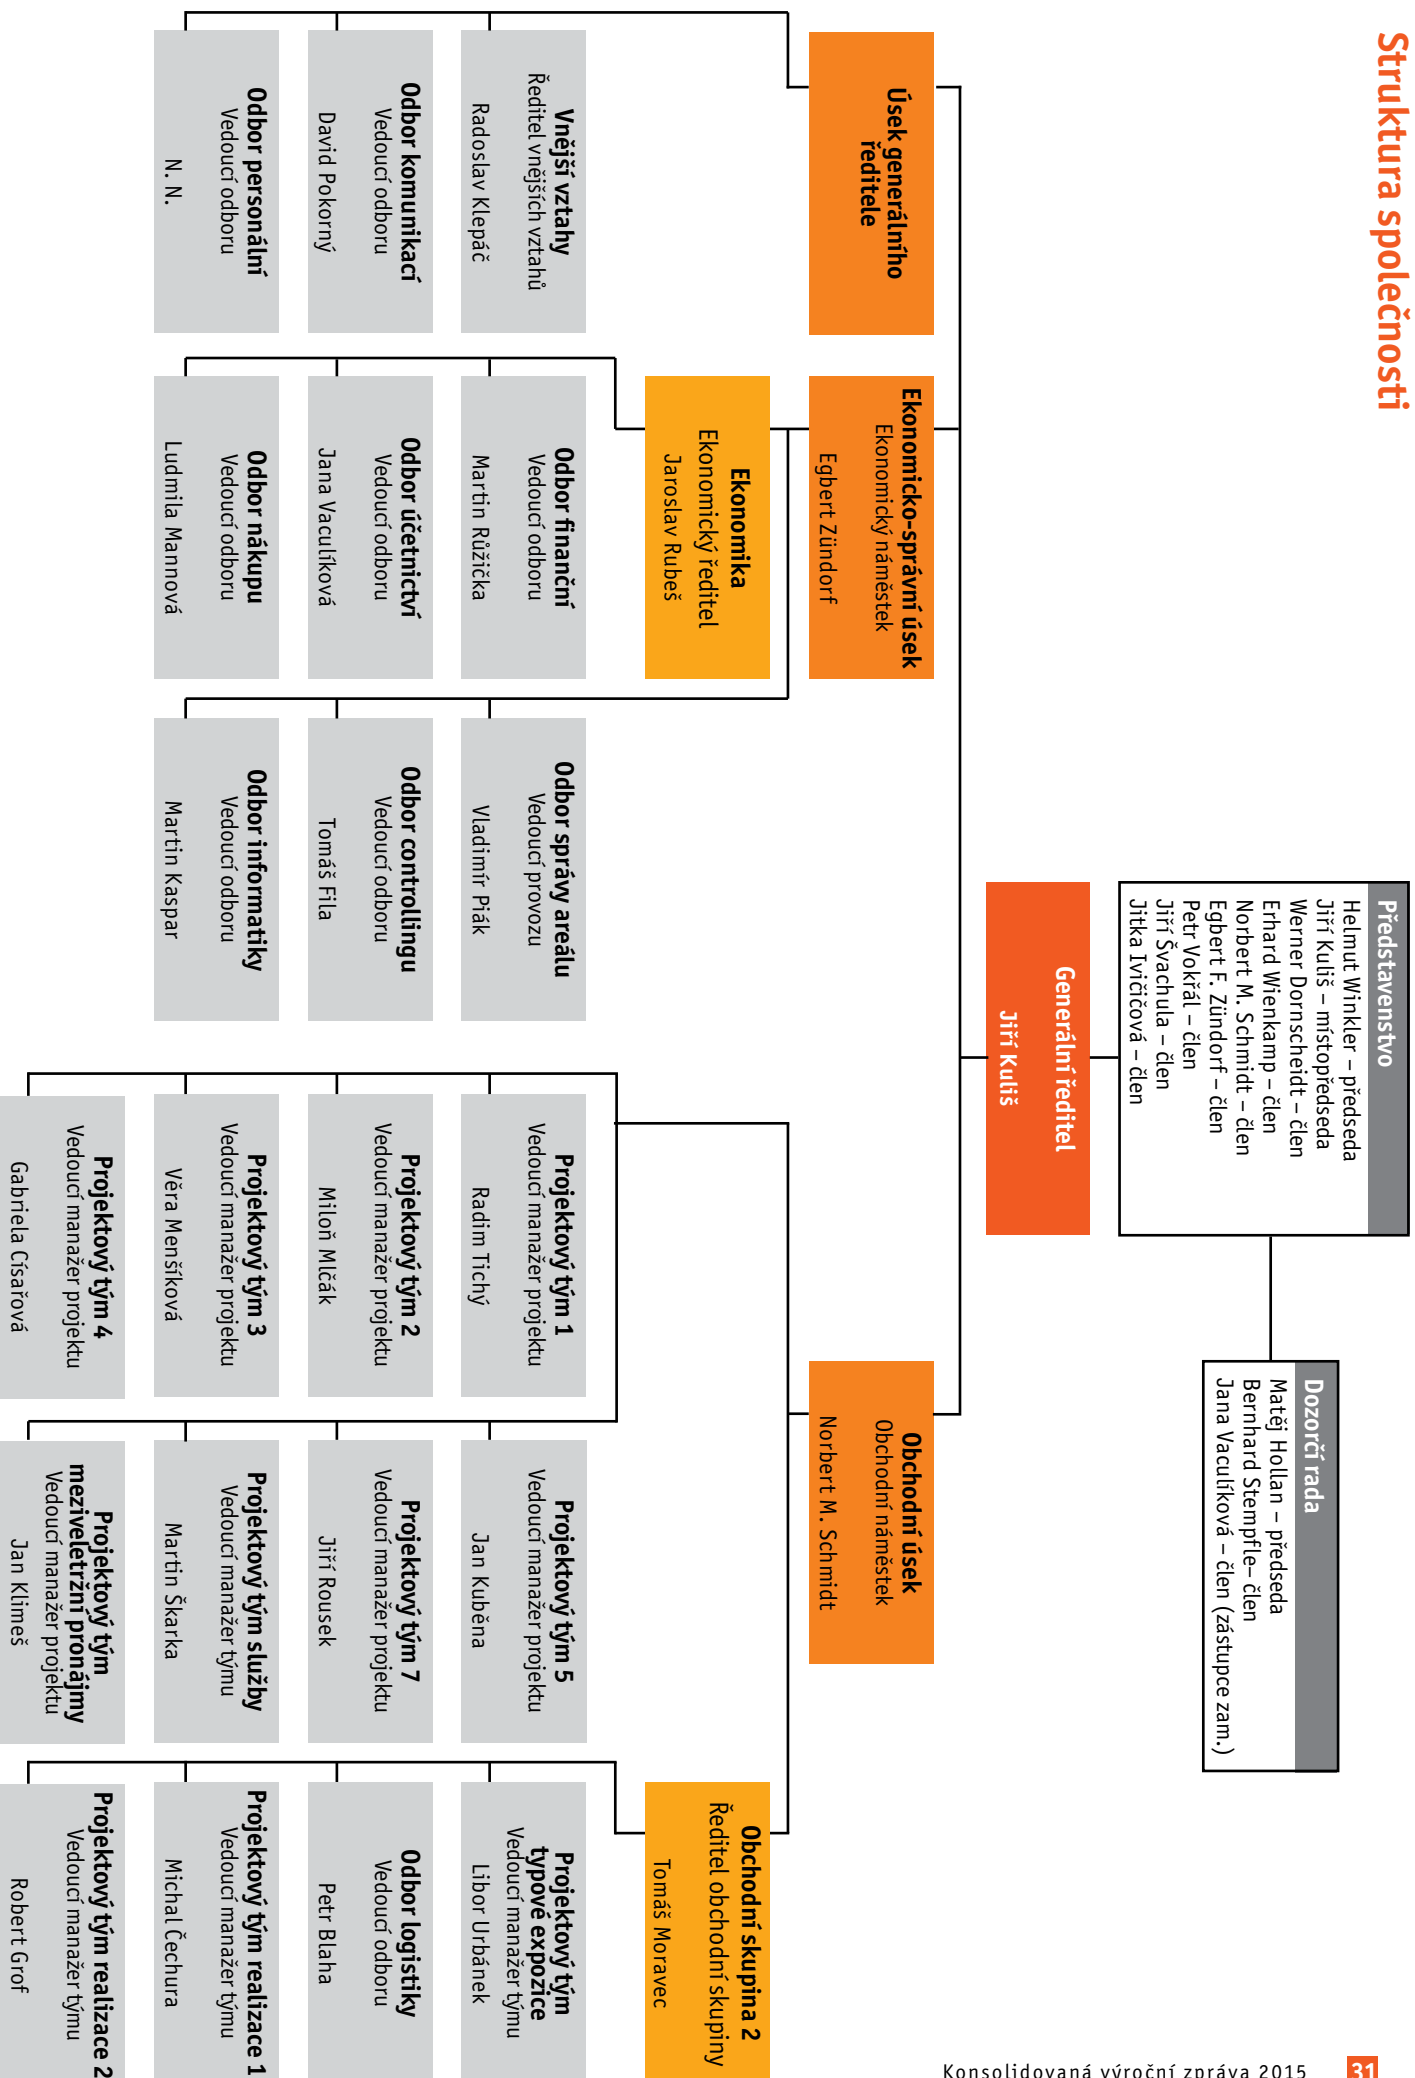 Struktura společnosti
Představenstvo
Helmut Winkler – předseda
Jiří Kuliš – místopředseda
Werner Dornscheidt – člen
Erhard Wienkamp – člen
Norbert M. Schmidt – člen
Egbert F. Zündorf – člen
Petr Vokřál – člen
Jiří Švachula – člen
Jitka Ivičičová – člen
Dozorčí rada
Matěj Hollan – předseda
Bernhard Stempfle– člen
Jana Vaculíková – člen (zástupce zam.)
Generální ředitel
Jiří Kuliš
Úsek generálního
ředitele
Vnější vztahy
Ředitel vnějších vztahů
Radoslav Klepáč
Odbor komunikací
Vedoucí odboru
David Pokorný
Odbor personální
Vedoucí odboru
N. N.
Ekonomicko-správní úsek
Ekonomický náměstek
Egbert Zündorf
Ekonomika
Ekonomický ředitel
Jaroslav Rubeš
Odbor finanční
Vedoucí odboru
Martin Růžička
Odbor účetnictví
Vedoucí odboru
Jana Vaculíková
Odbor nákupu
Vedoucí odboru
Ludmila Mannová
Odbor správy areálu
Vedoucí provozu
Vladimír Piák
Odbor controllingu
Vedoucí odboru
Tomáš Fila
Odbor informatiky
Vedoucí odboru
Martin Kaspar
Obchodní úsek
Obchodní náměstek
Norbert M. Schmidt
Projektový tým 1
Vedoucí manažer projektu
Radim Tichý
Projektový tým 2
Vedoucí manažer projektu
Miloň Mlčák
Projektový tým 3
Vedoucí manažer projektu
Věra Menšíková
Projektový tým 4
Vedoucí manažer projektu
Gabriela Císařová
Projektový tým 5
Vedoucí manažer projektu
Jan Kuběna
Projektový tým 7
Vedoucí manažer projektu
Jiří Rousek
Projektový tým služby
Vedoucí manažer týmu
Martin Škarka
Projektový tým
meziveletržní pronájmy
Vedoucí manažer projektu
Jan Klimeš
Obchodní skupina 2
Ředitel obchodní skupiny
Tomáš Moravec
Projektový tým
typové expozice
Vedoucí manažer týmu
Libor Urbánek
Odbor logistiky
Vedoucí odboru
Petr Blaha
Projektový tým realizace 1
Vedoucí manažer týmu
Michal Čechura
Projektový tým realizace 2
Vedoucí manažer týmu
Robert Grof
Konsolidovaná výroční zpráva 2015 31